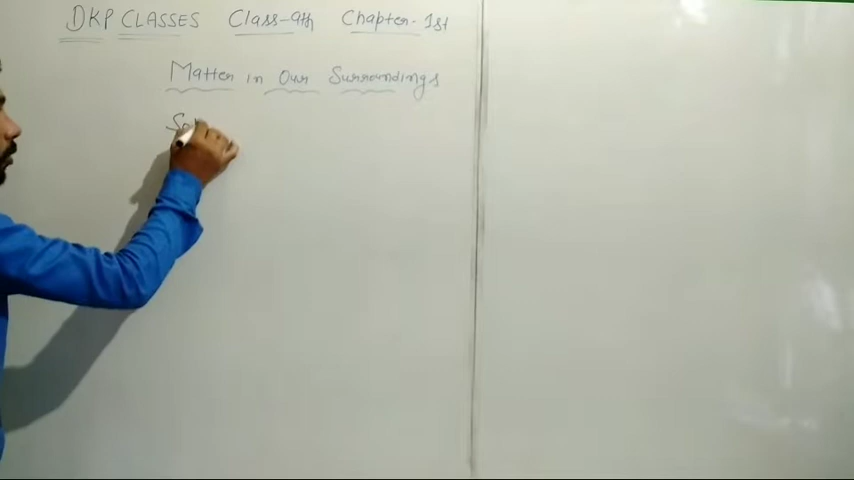 DKP CLASSES Class-9th Chapter-1st
Matter in Our Surroundings